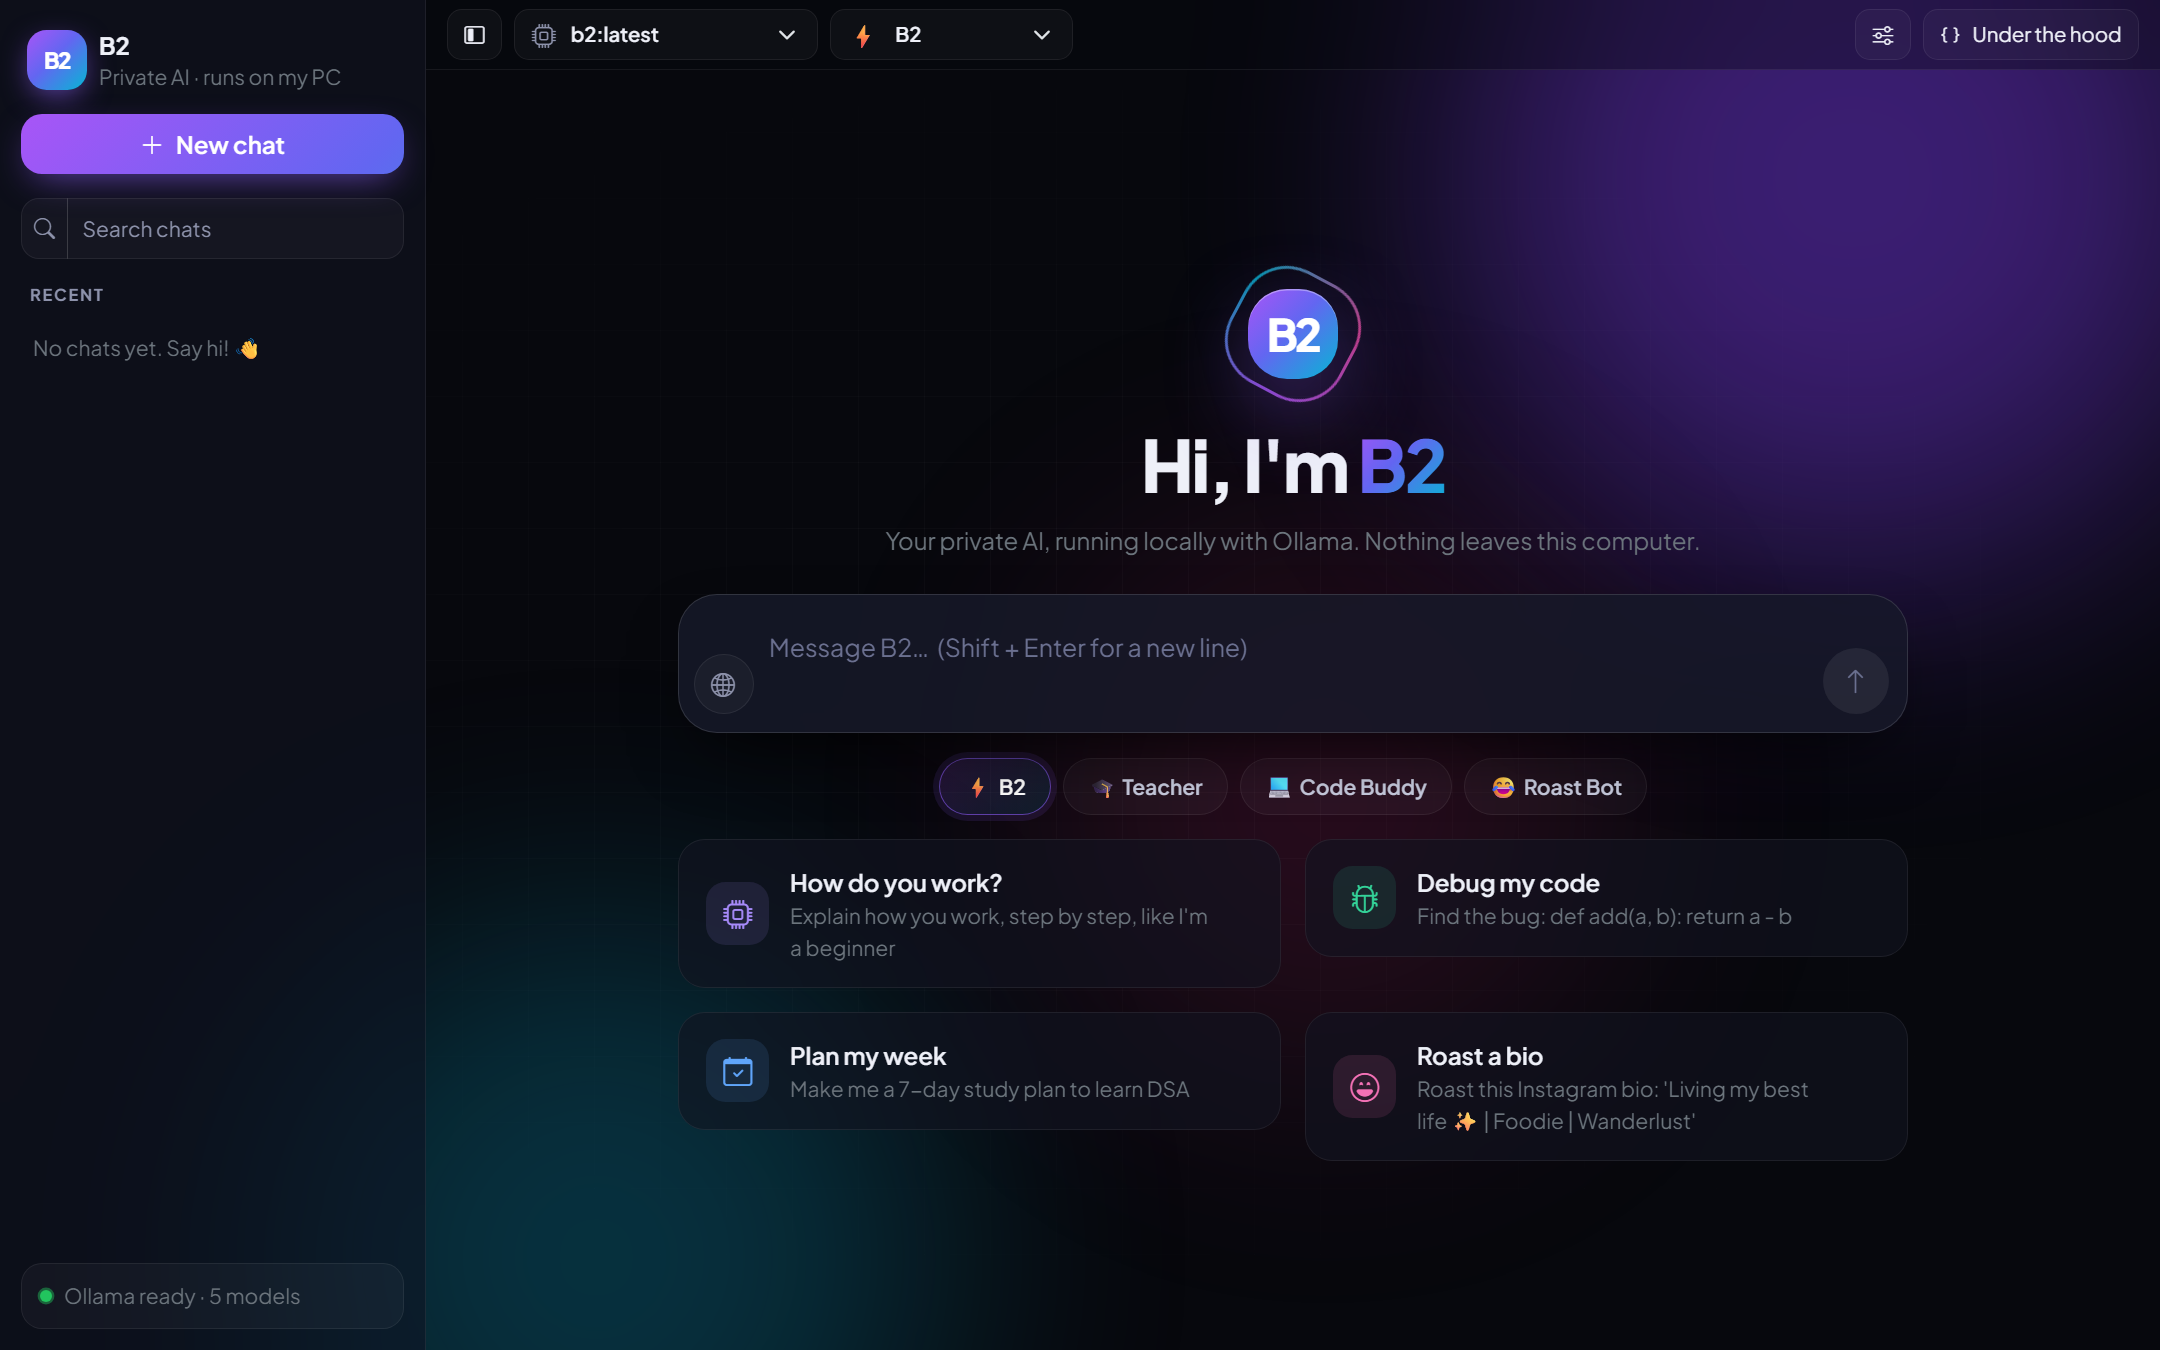 B2
B2
Private AI · runs on my PC
+ New chat
Search chats
RECENT
No chats yet. Say hi! 👋
Ollama ready · 5 models
b2:latest
⚡ B2
{ } Under the hood
B2
Hi, I'm B2
Your private AI, running locally with Ollama. Nothing leaves this computer.
Message B2… (Shift + Enter for a new line)
⚡ B2
🎓 Teacher
💻 Code Buddy
😂 Roast Bot
How do you work?
Explain how you work, step by step, like I'm
a beginner
Debug my code
Find the bug: def add(a, b): return a - b
Plan my week
Make me a 7-day study plan to learn DSA
Roast a bio
Roast this Instagram bio: 'Living my best
life ✨ | Foodie | Wanderlust'